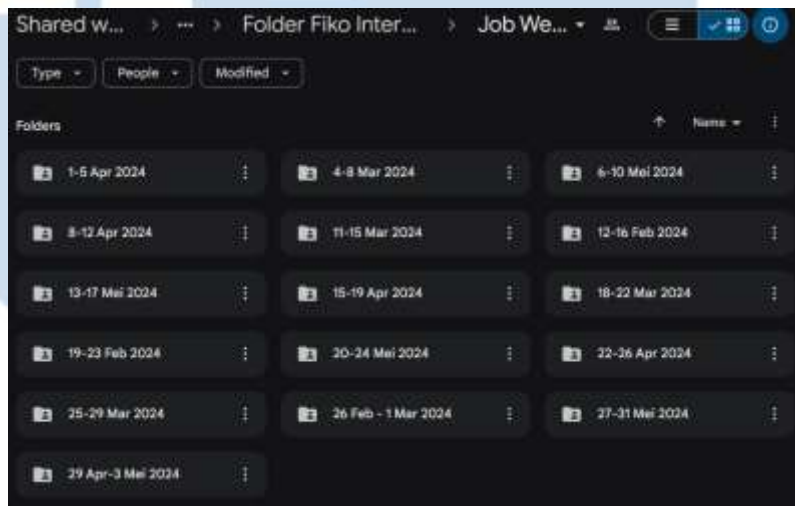 Shared w... > ... > Folder Fiko Inter... > Job We...
Type People Modified
Folders Name
1-5 Apr 2024 4-8 Mar 2024 6-10 Mei 2024
8-12 Apr 2024 11-15 Mar 2024 12-16 Feb 2024
13-17 Mei 2024 15-19 Apr 2024 18-22 Mar 2024
19-23 Feb 2024 20-24 Mei 2024 22-26 Apr 2024
25-29 Mar 2024 26 Feb - 1 Mar 2024 27-31 Mei 2024
29 Apr-3 Mei 2024